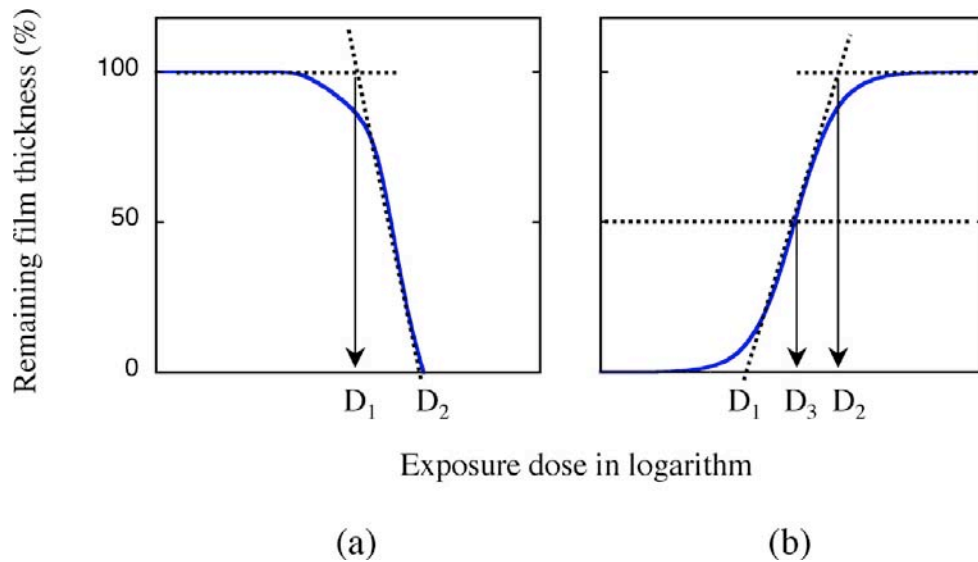 Remaining film thickness (%)
100
50
0
D₁ D₂
D₁ D₃ D₂
Exposure dose in logarithm
(a) (b)